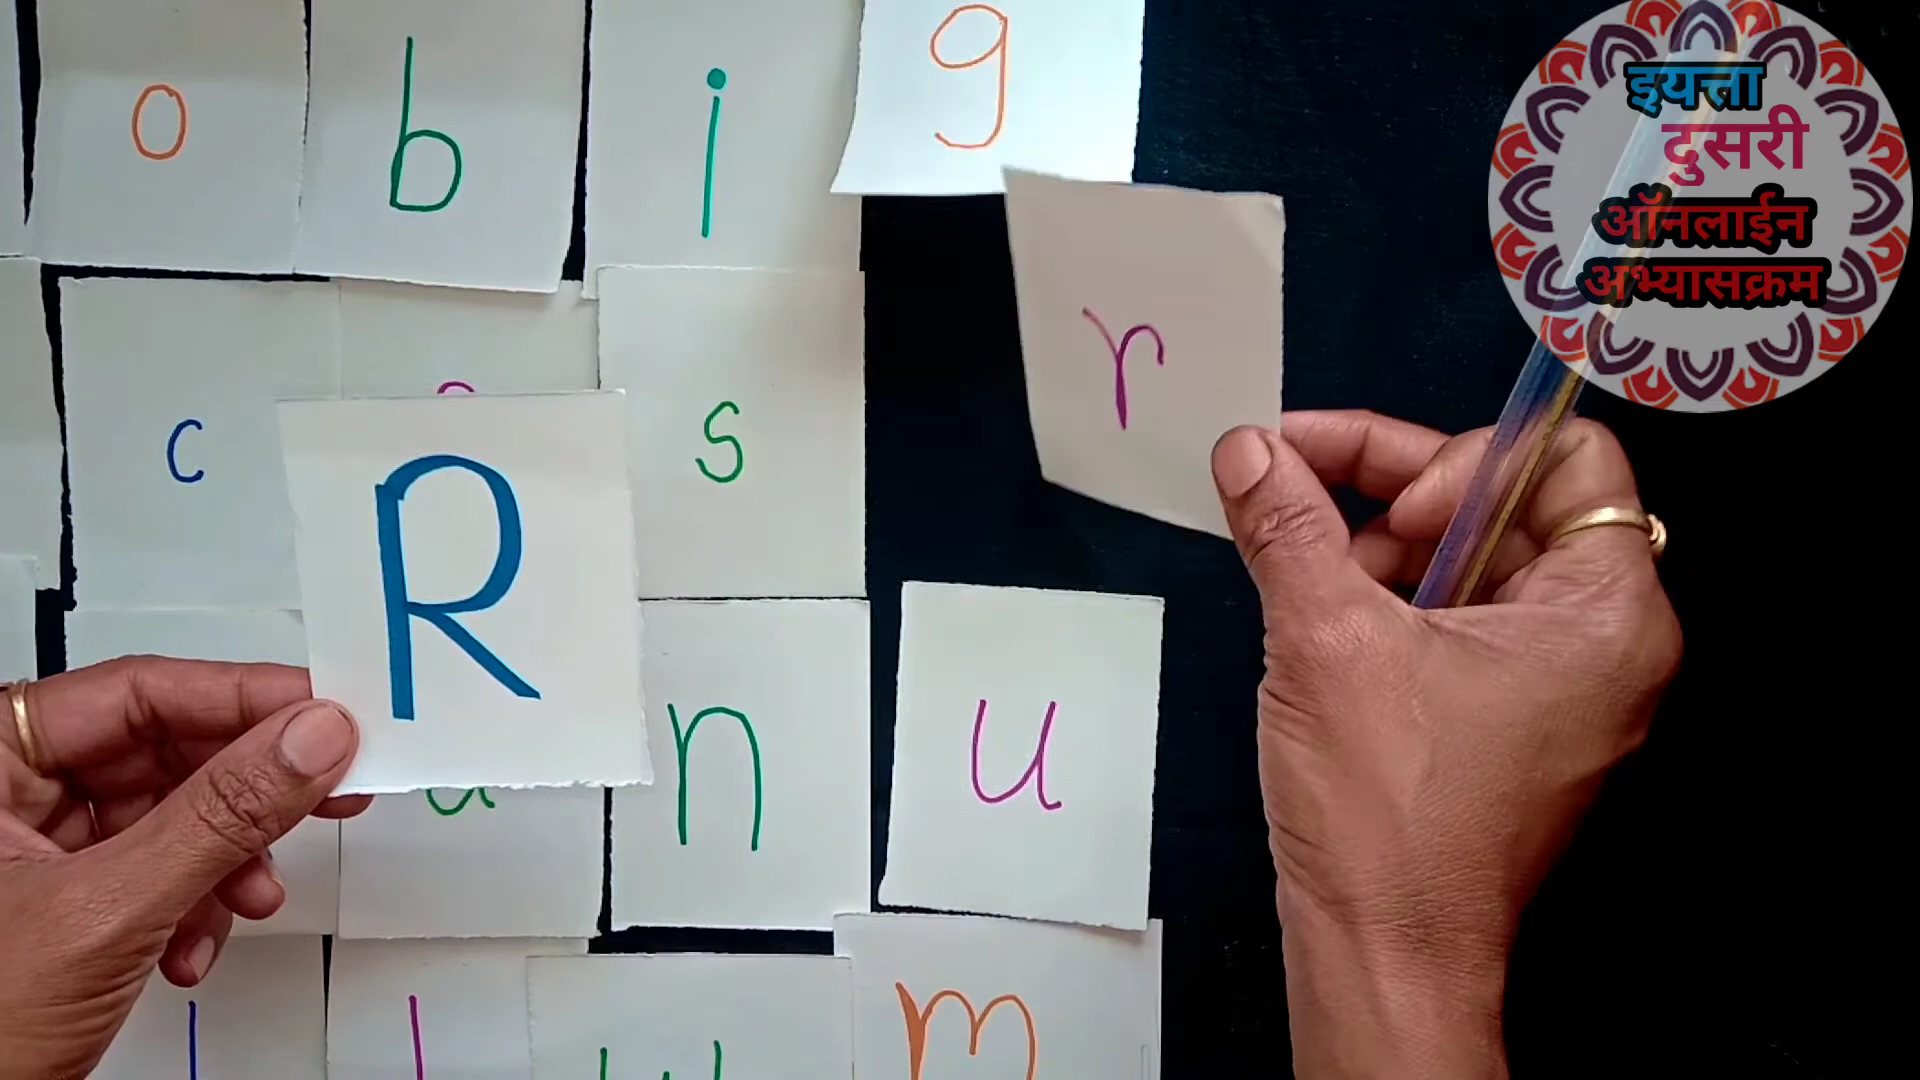 o b i g
r
c s
R
n u
m
इयत्ता
दुसरी
ऑनलाईन
अभ्यासक्रम